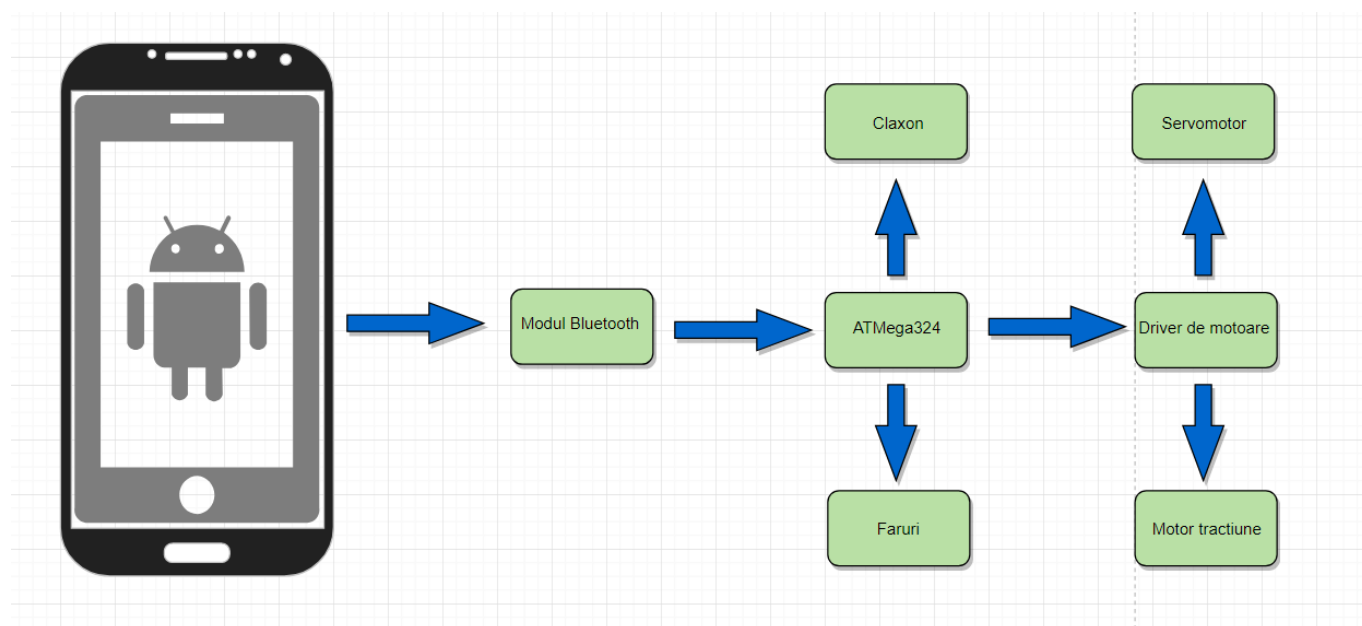 Claxon
Servomotor
Modul Bluetooth
ATMega324
Driver de motoare
Faruri
Motor tractiune